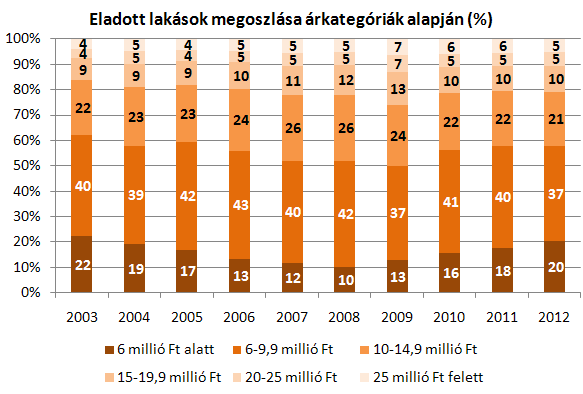 Eladott lakások megoszlása árkategóriák alapján (%)
100% 4 5 4 5 5 5 7 6 6 5
90% 4 5 4 5 5 5 7 5 5 5
80% 9 9 9 10 11 12 13 10 10 10
70% 22 23 23 24 26 26 24 22 22 21
60%
50%
40% 40 39 42 43 40 42 37 41 40 37
30%
20%
10% 22 19 17 13 12 10 13 16 18 20
0%
2003 2004 2005 2006 2007 2008 2009 2010 2011 2012
6 millió Ft alatt 6-9,9 millió Ft 10-14,9 millió Ft
15-19,9 millió Ft 20-25 millió Ft 25 millió Ft felett